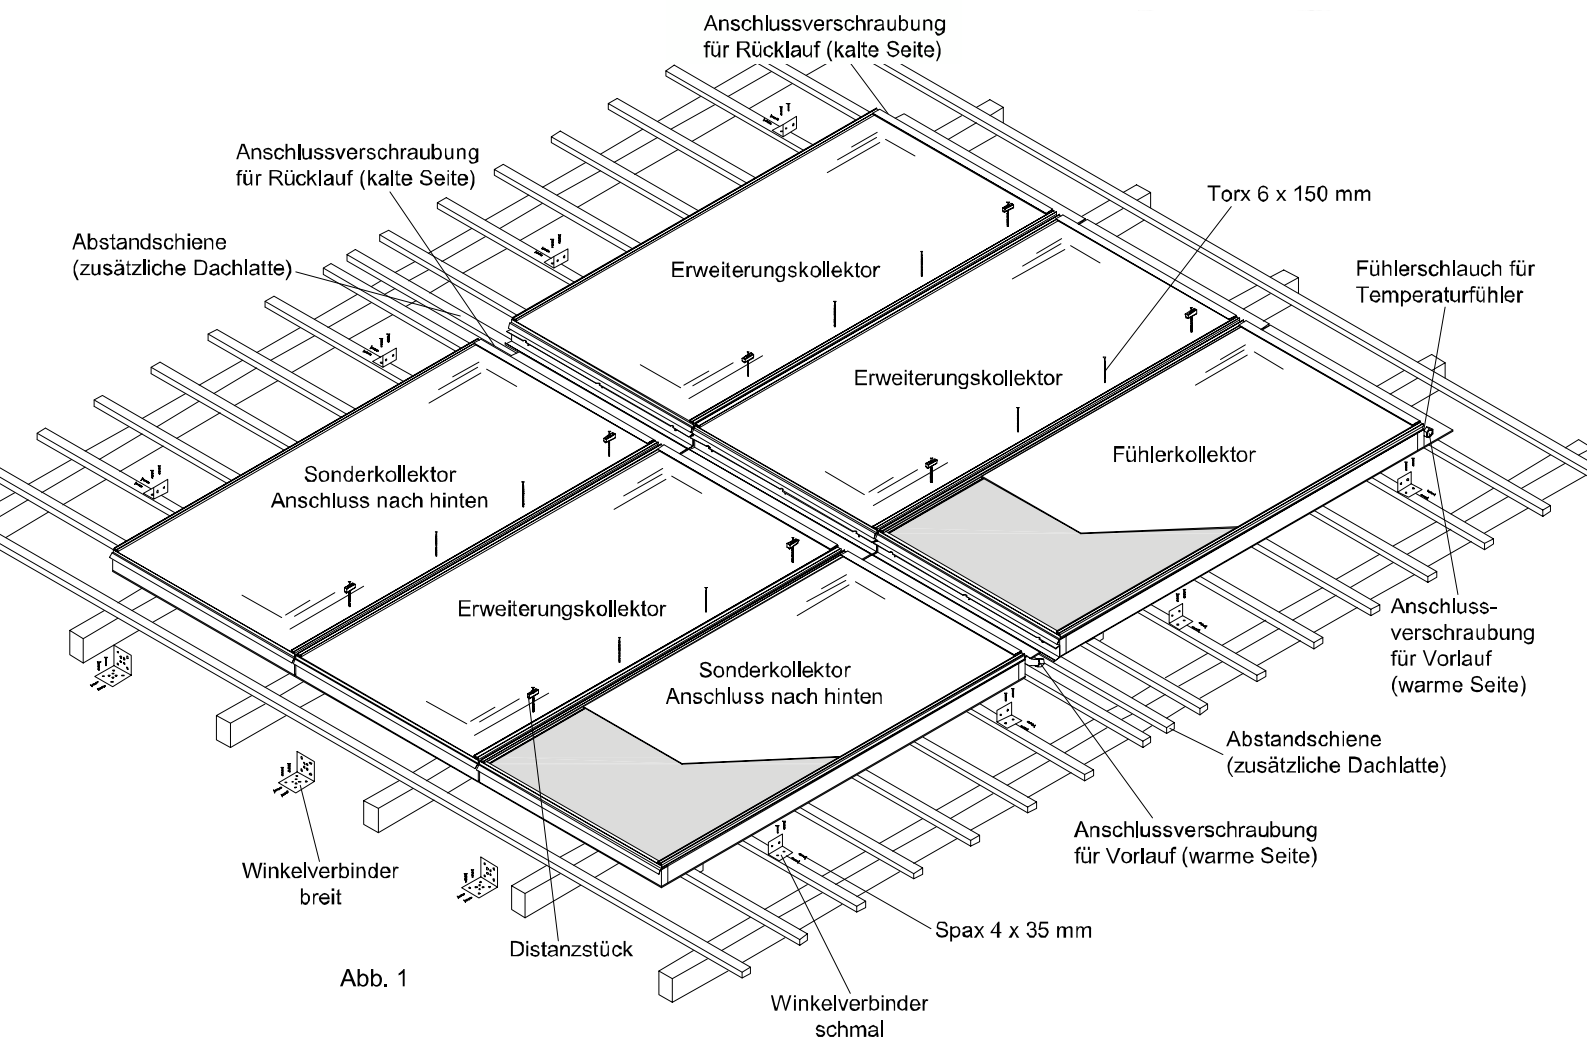 Anschlussverschraubung
für Rücklauf (kalte Seite)
Anschlussverschraubung
für Rücklauf (kalte Seite)
Torx 6 x 150 mm
Abstandschiene
(zusätzliche Dachlatte)
Fühlerschlauch für
Temperaturfühler
Erweiterungskollektor
Erweiterungskollektor
Fühlerkollektor
Sonderkollektor
Anschluss nach hinten
Erweiterungskollektor
Sonderkollektor
Anschluss nach hinten
Anschluss-
verschraubung
für Vorlauf
(warme Seite)
Abstandschiene
(zusätzliche Dachlatte)
Anschlussverschraubung
für Vorlauf (warme Seite)
Winkelverbinder
breit
Distanzstück
Spax 4 x 35 mm
Abb. 1
Winkelverbinder
schmal